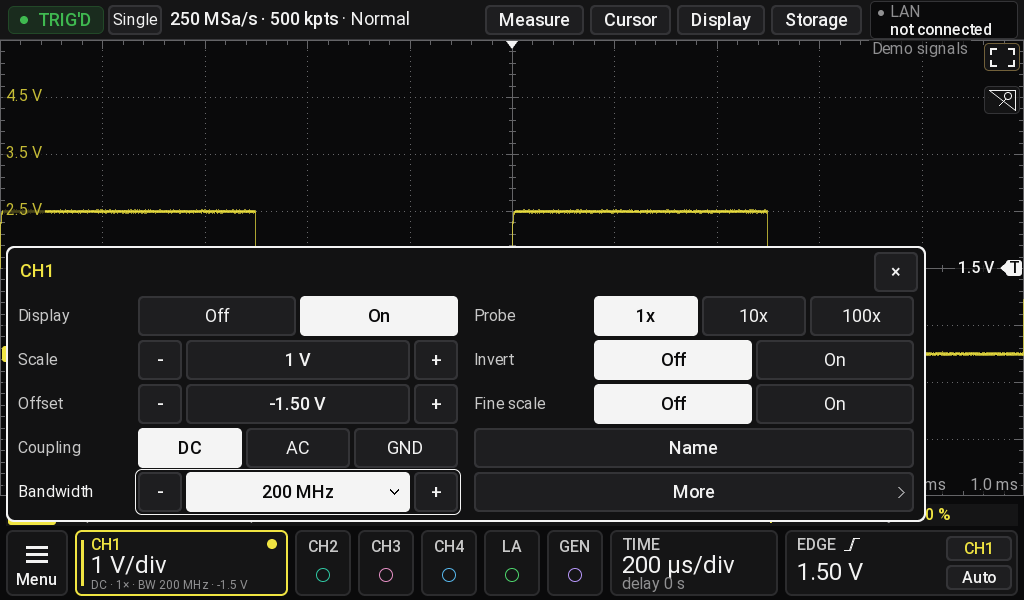 TRIG'D
Single
250 MSa/s · 500 kpts · Normal
Measure
Cursor
Display
Storage
LAN
not connected
Demo signals
4.5 V
3.5 V
2.5 V
1.5 V
T
CH1
×
Display
Off
On
Probe
1x
10x
100x
Scale
-
1 V
+
Invert
Off
On
Offset
-
-1.50 V
+
Fine scale
Off
On
Coupling
DC
AC
GND
Name
Bandwidth
-
200 MHz
+
More
ms
1.0 ms
0 %
Menu
CH1
1 V/div
DC · 1× · BW 200 MHz · -1.5 V
CH2
CH3
CH4
LA
GEN
TIME
200 µs/div
delay 0 s
EDGE
1.50 V
CH1
Auto